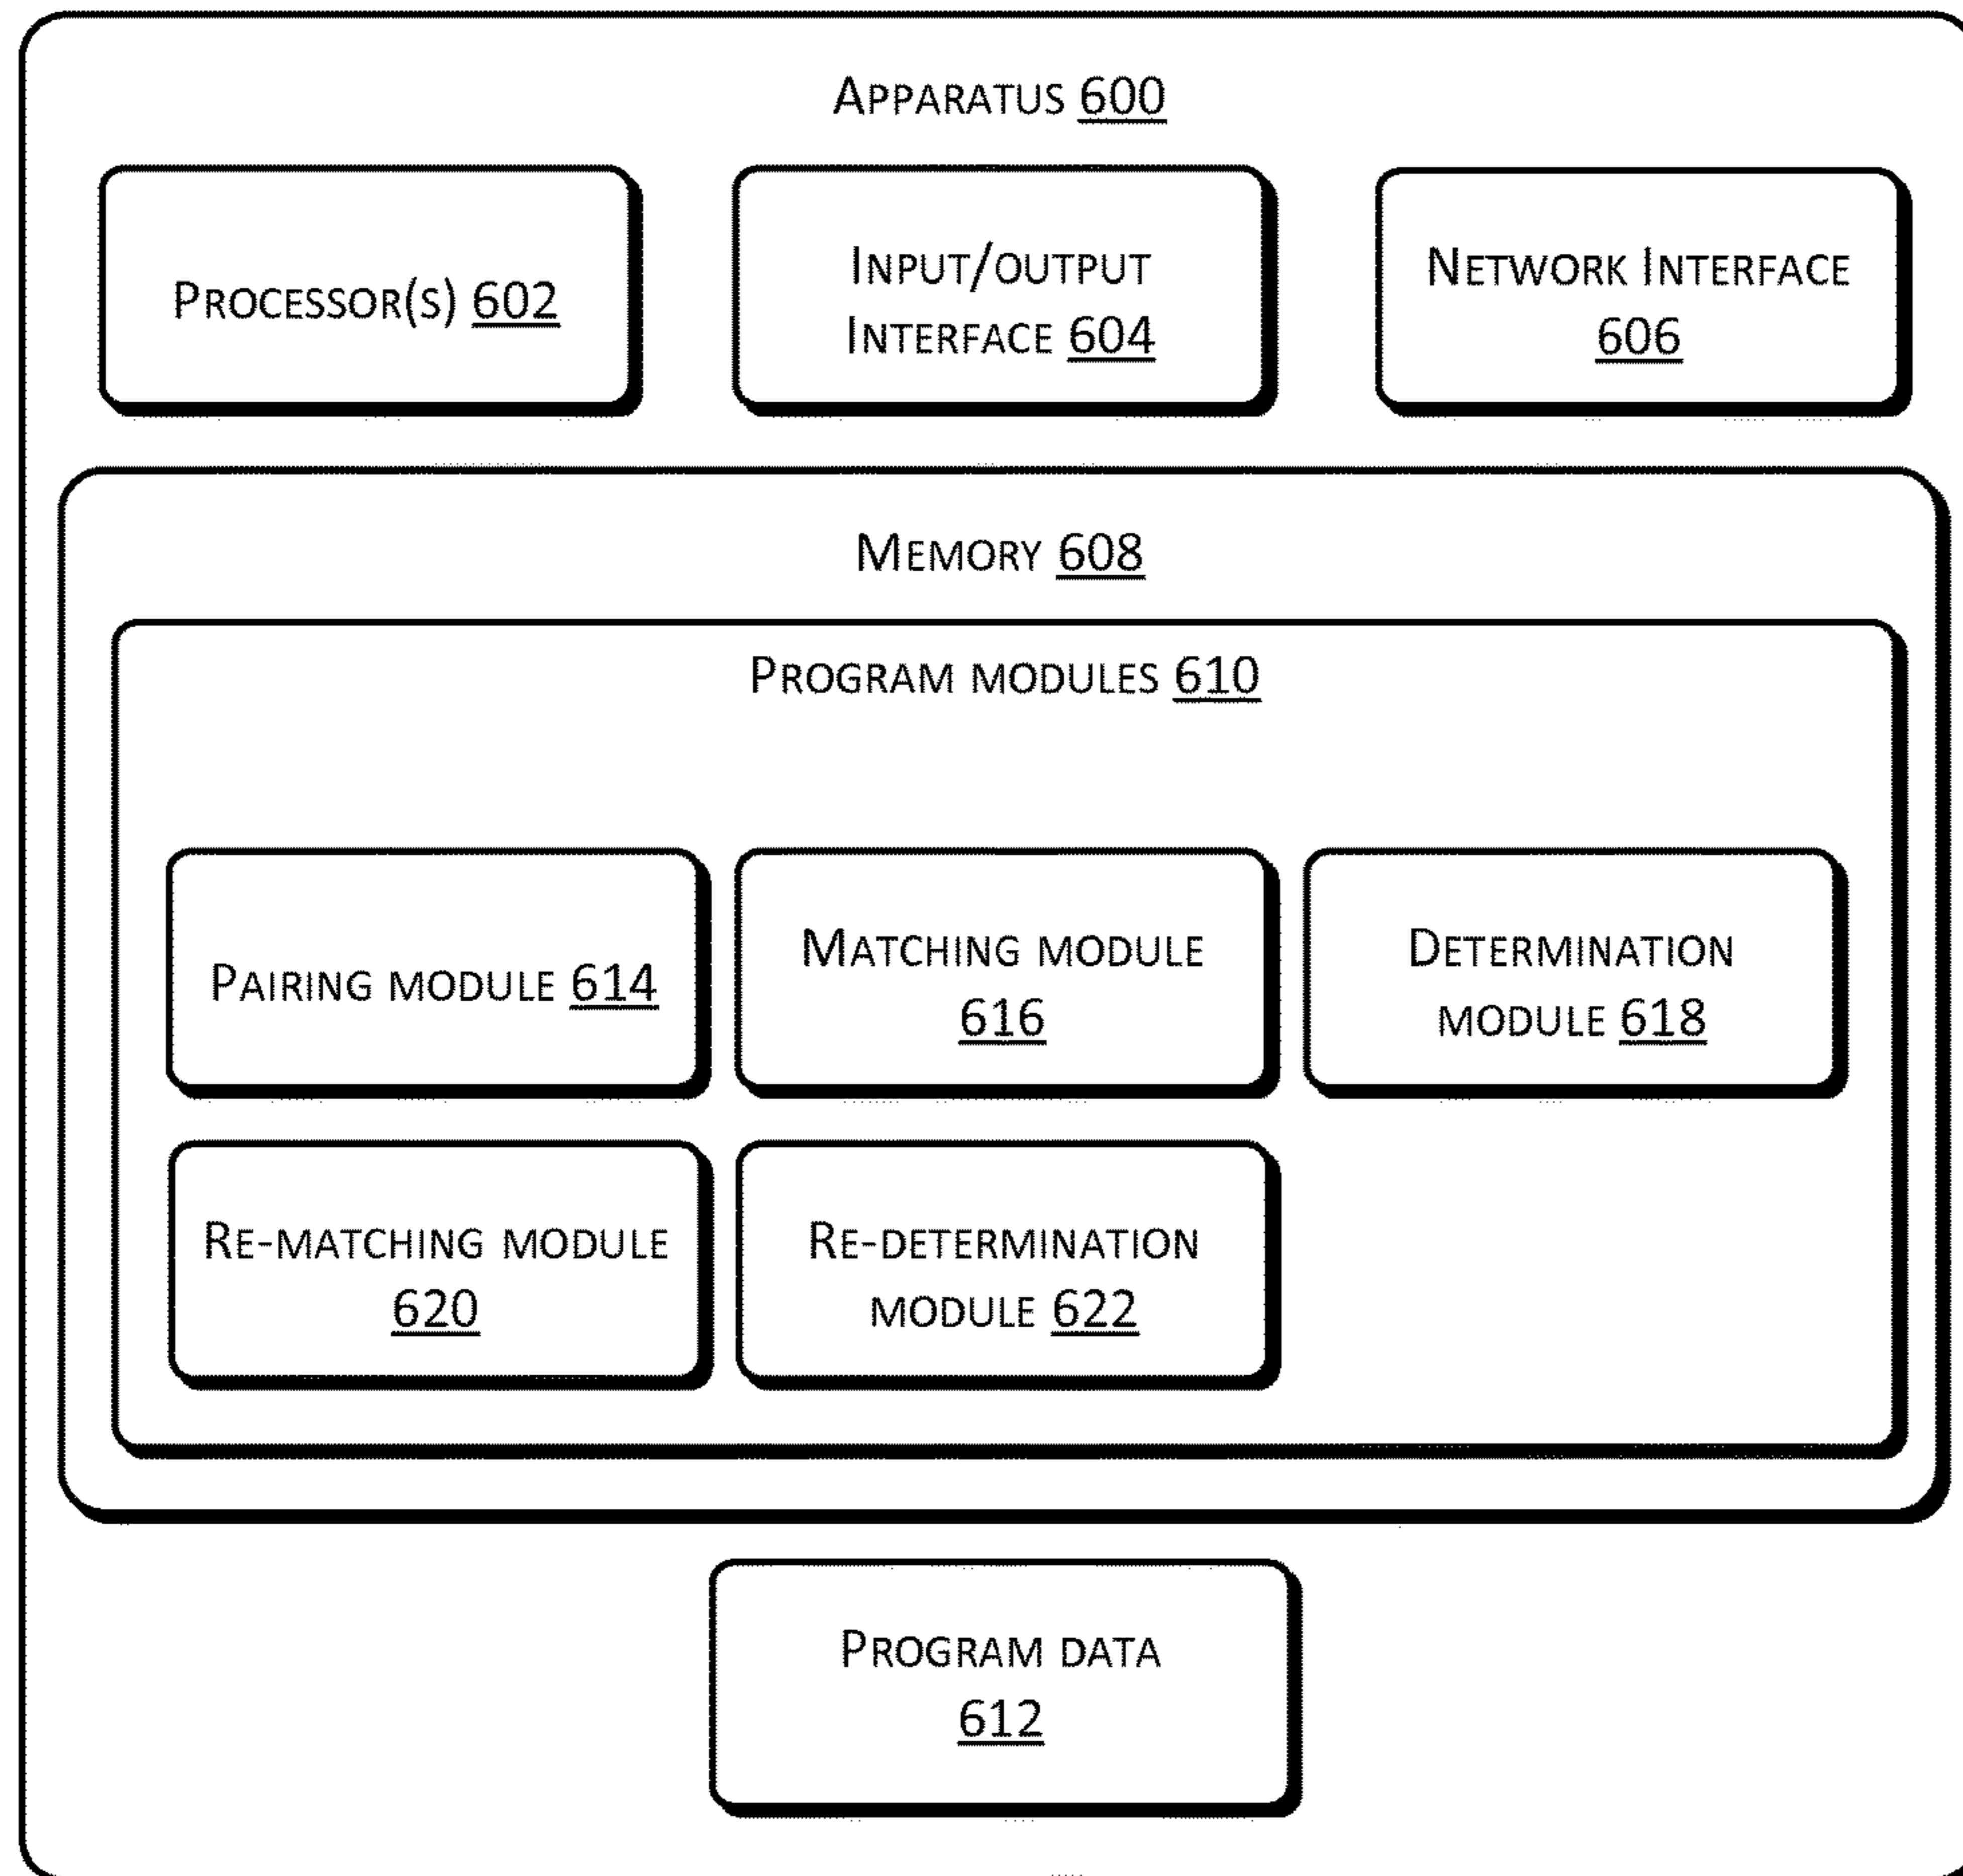 APPARATUS 600
PROCESSOR(S) 602
INPUT/OUTPUT
INTERFACE 604
NETWORK INTERFACE
606
MEMORY 608
PROGRAM MODULES 610
PAIRING MODULE 614
MATCHING MODULE
616
DETERMINATION
MODULE 618
RE-MATCHING MODULE
620
RE-DETERMINATION
MODULE 622
PROGRAM DATA
612